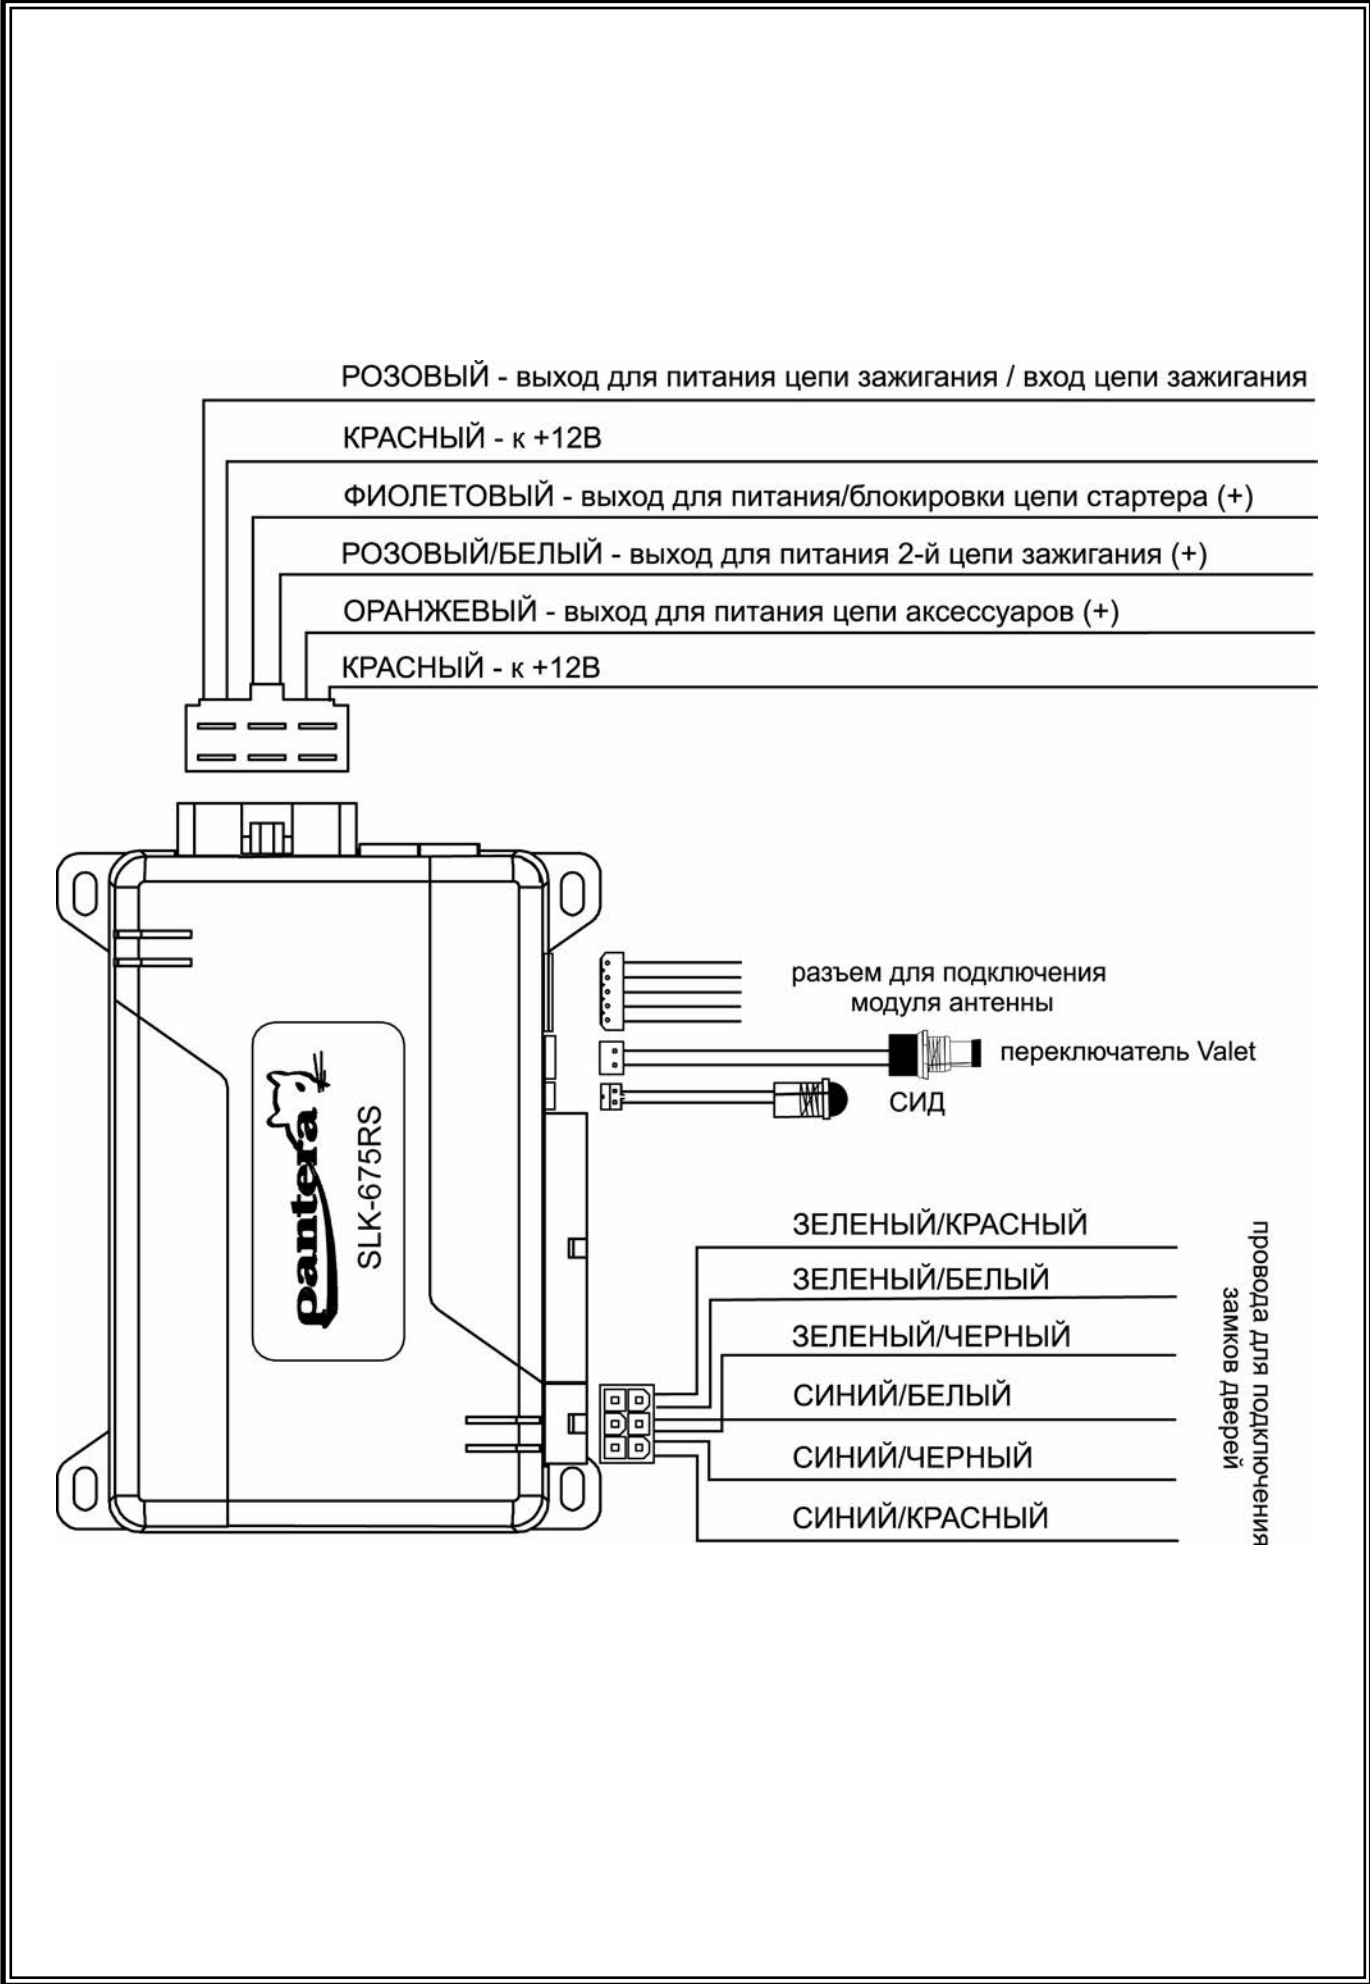 РОЗОВЫЙ - выход для питания цепи зажигания / вход цепи зажигания
КРАСНЫЙ - к +12В
ФИОЛЕТОВЫЙ - выход для питания/блокировки цепи стартера (+)
РОЗОВЫЙ/БЕЛЫЙ - выход для питания 2-й цепи зажигания (+)
ОРАНЖЕВЫЙ - выход для питания цепи аксессуаров (+)
КРАСНЫЙ - к +12В
разъем для подключения
модуля антенны
переключатель Valet
СИД
Pantera
SLK-675RS
ЗЕЛЕНЫЙ/КРАСНЫЙ
ЗЕЛЕНЫЙ/БЕЛЫЙ
ЗЕЛЕНЫЙ/ЧЕРНЫЙ
СИНИЙ/БЕЛЫЙ
СИНИЙ/ЧЕРНЫЙ
СИНИЙ/КРАСНЫЙ
провода для подключения
замков дверей